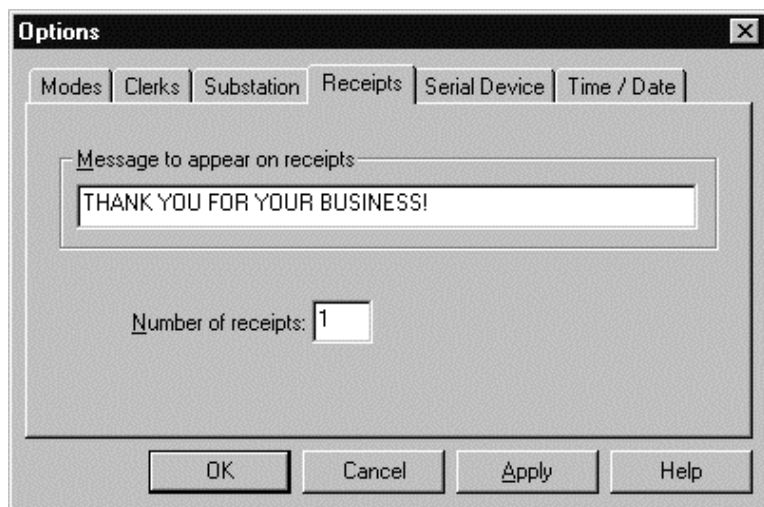 Options
Modes Clerks Substation Receipts Serial Device Time / Date
Message to appear on receipts
THANK YOU FOR YOUR BUSINESS!
Number of receipts: 1
OK Cancel Apply Help